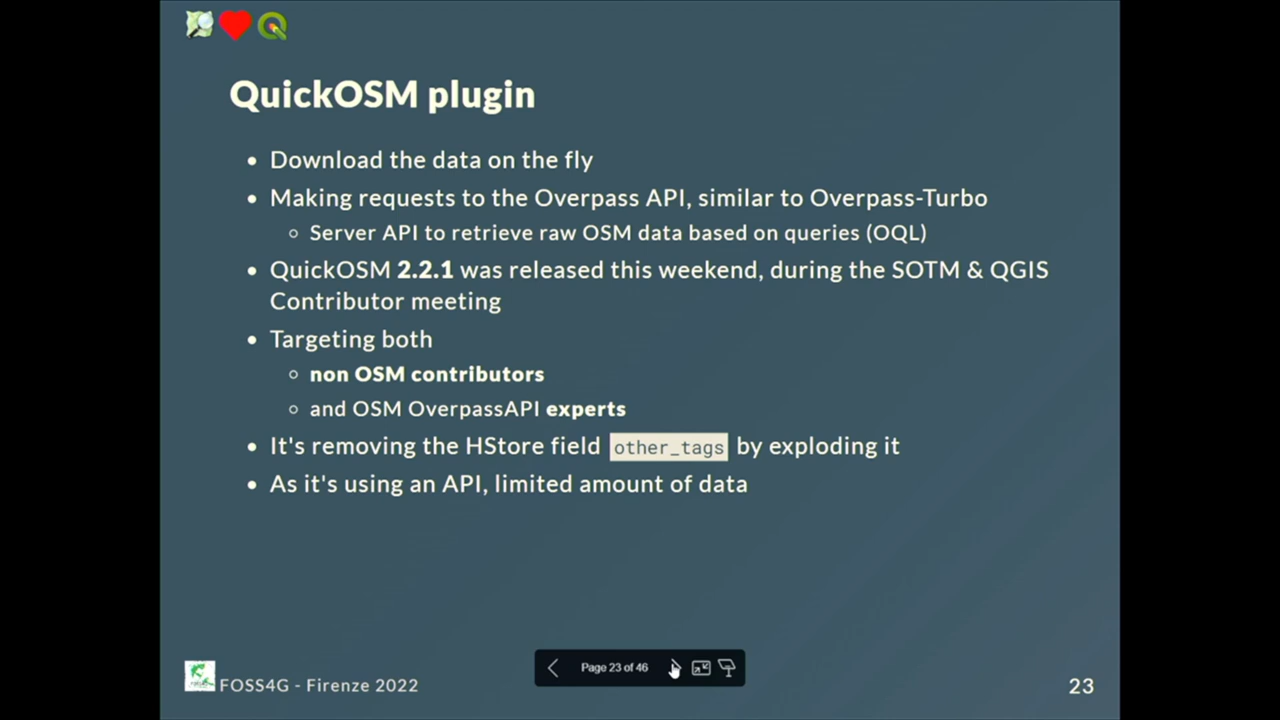 QuickOSM plugin
Download the data on the fly
Making requests to the Overpass API, similar to Overpass-Turbo
Server API to retrieve raw OSM data based on queries (OQL)
QuickOSM 2.2.1 was released this weekend, during the SOTM & QGIS
Contributor meeting
Targeting both
non OSM contributors
and OSM OverpassAPI experts
It's removing the HStore field other_tags by exploding it
As it's using an API, limited amount of data
Page 23 of 46
FOSS4G - Firenze 2022
23